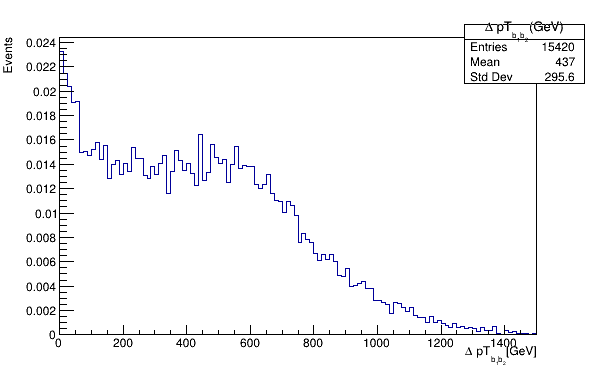 Δ pT_{b_1b_2}(GeV)
Entries 15420
Mean 437
Std Dev 295.6
Events
0.024
0.022
0.02
0.018
0.016
0.014
0.012
0.01
0.008
0.006
0.004
0.002
0
0 200 400 600 800 1000 1200 1400
Δ pT_{b_1b_2}[GeV]